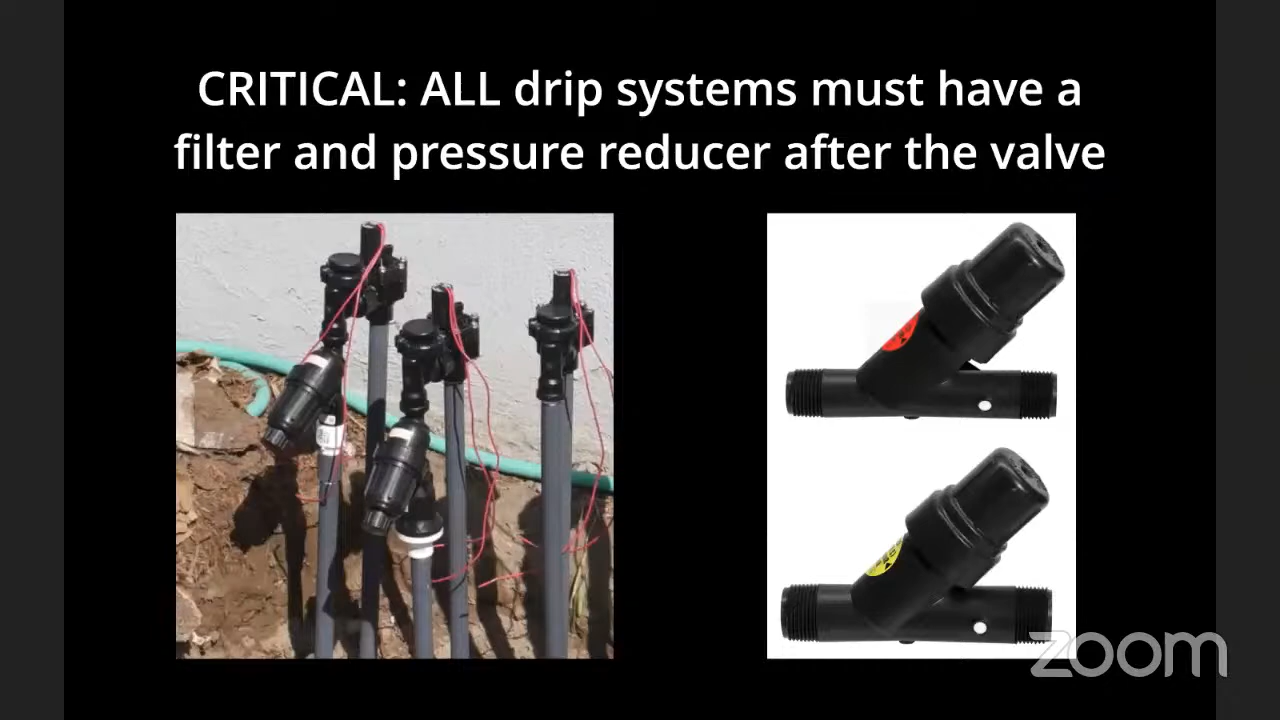 CRITICAL: ALL drip systems must have a
filter and pressure reducer after the valve
zoom